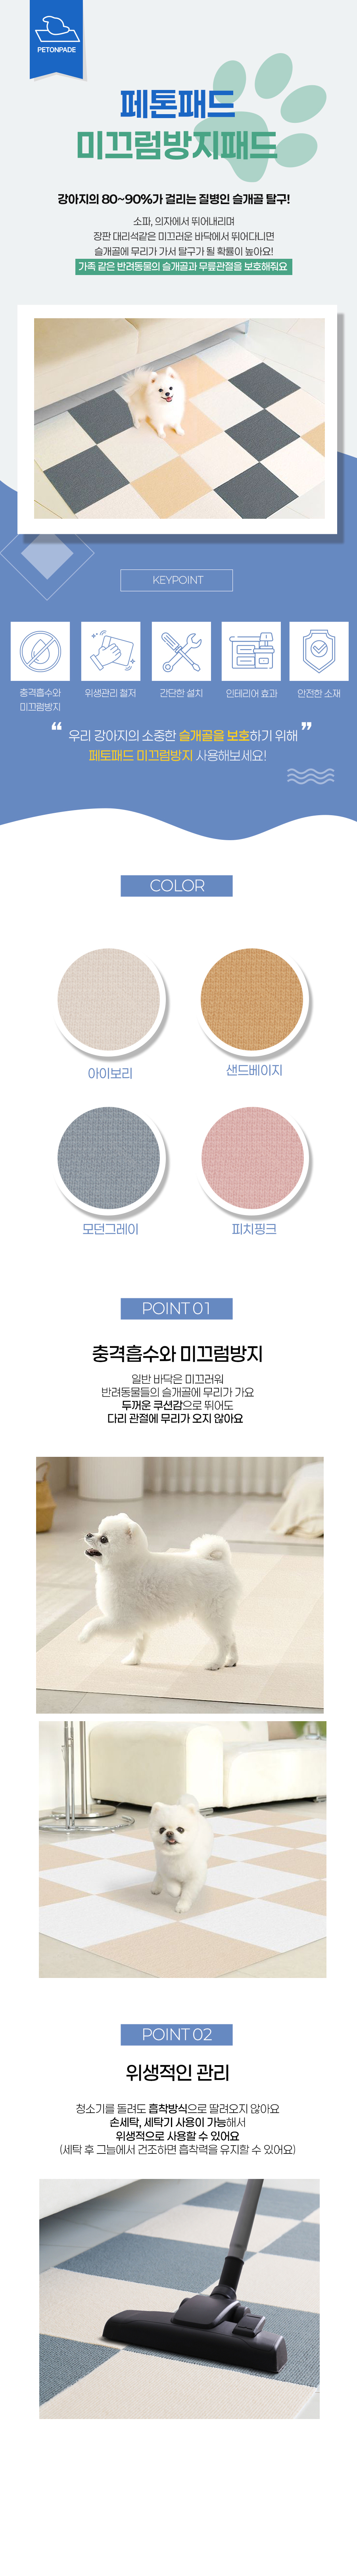 PETONPADE
페톤패드
미끄럼방지패드
강아지의 80~90%가 걸리는 질병인 슬개골 탈구!
소파, 의자에서 뛰어내리며
장판 대리석같은 미끄러운 바닥에서 뛰어다니면
슬개골에 무리가 가서 탈구가 될 확률이 높아요!
가족 같은 반려동물의 슬개골과 무릎관절을 보호해줘요
KEYPOINT
충격흡수와
미끄럼방지
위생관리 철저
간단한 설치
인테리어 효과
안전한 소재
“ 우리 강아지의 소중한 슬개골을 보호하기 위해 ”
페토패드 미끄럼방지 사용해보세요!
COLOR
아이보리
샌드베이지
모던그레이
피치핑크
POINT 01
충격흡수와 미끄럼방지
일반 바닥은 미끄러워
반려동물들의 슬개골에 무리가 가요
두꺼운 쿠션감으로 뛰어도
다리 관절에 무리가 오지 않아요
POINT 02
위생적인 관리
청소기를 돌려도 흡착방식으로 딸려오지 않아요
손세탁, 세탁기 사용이 가능해서
위생적으로 사용할 수 있어요
(세탁 후 그늘에서 건조하면 흡착력을 유지할 수 있어요)